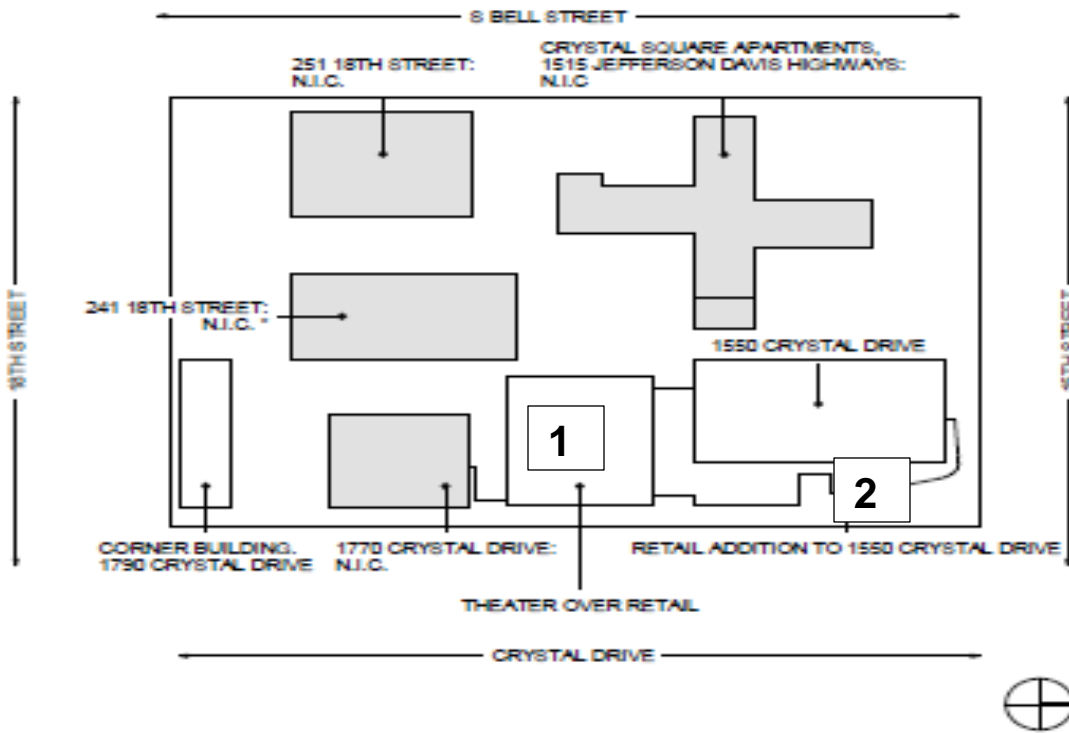 S BELL STREET
251 18TH STREET:
N.I.C.
CRYSTAL SQUARE APARTMENTS,
1515 JEFFERSON DAVIS HIGHWAYS:
N.I.C
18TH STREET
15TH STREET
241 18TH STREET:
N.I.C. *
1550 CRYSTAL DRIVE
1
2
CORNER BUILDING.
1790 CRYSTAL DRIVE
1770 CRYSTAL DRIVE:
N.I.C.
RETAIL ADDITION TO 1550 CRYSTAL DRIVE
THEATER OVER RETAIL
CRYSTAL DRIVE